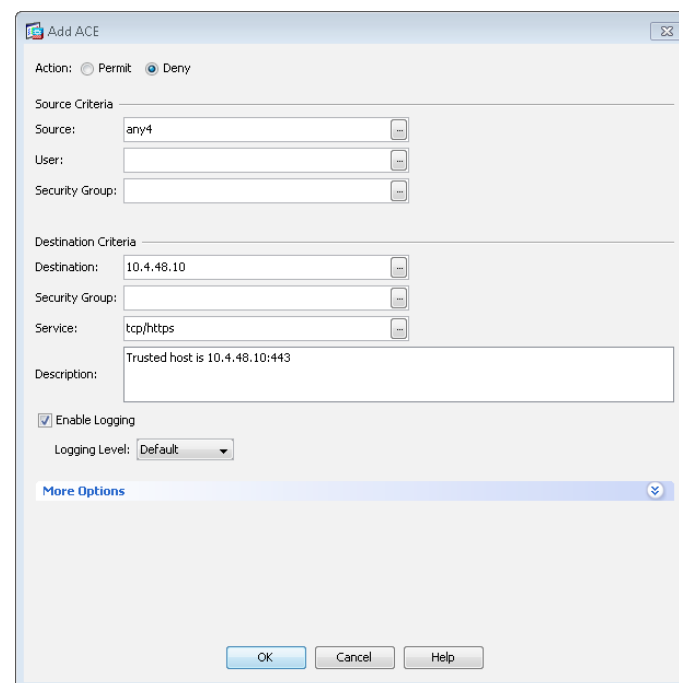 Add ACE
Action: Permit Deny
Source Criteria
Source: any4 ...
User: ...
Security Group: ...
Destination Criteria
Destination: 10.4.48.10 ...
Security Group: ...
Service: tcp/https ...
Description: Trusted host is 10.4.48.10:443
Enable Logging
Logging Level: Default
More Options
OK Cancel Help